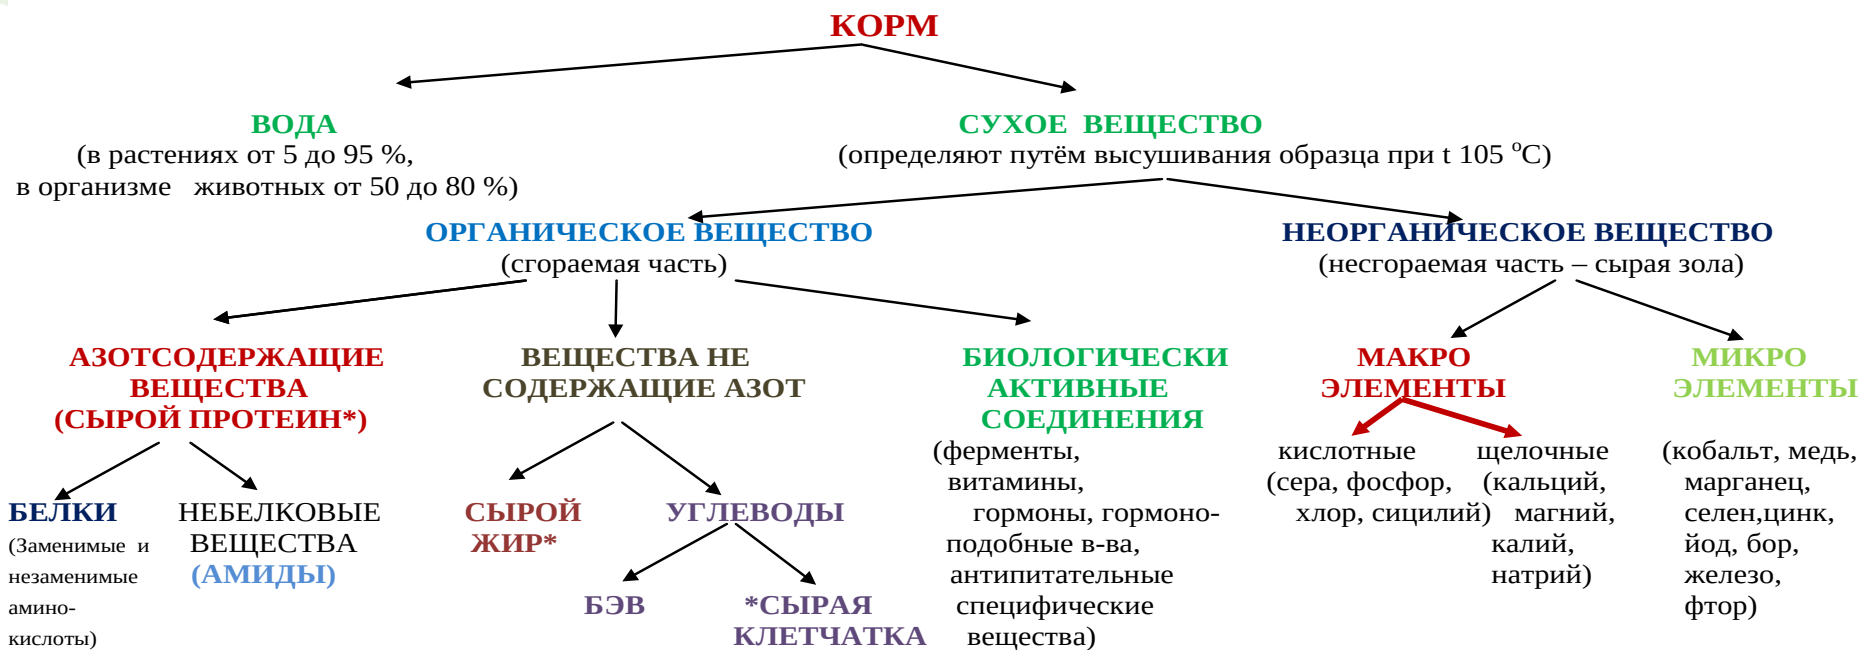 КОРМ
ВОДА
(в растениях от 5 до 95 %,
в организме животных от 50 до 80 %)
СУХОЕ ВЕЩЕСТВО
(определяют путём высушивания образца при t 105 ºС)
ОРГАНИЧЕСКОЕ ВЕЩЕСТВО
(сгораемая часть)
НЕОРГАНИЧЕСКОЕ ВЕЩЕСТВО
(несгораемая часть – сырая зола)
АЗОТСОДЕРЖАЩИЕ
ВЕЩЕСТВА
(СЫРОЙ ПРОТЕИН*)
ВЕЩЕСТВА НЕ
СОДЕРЖАЩИЕ АЗОТ
БИОЛОГИЧЕСКИ
АКТИВНЫЕ
СОЕДИНЕНИЯ
(ферменты,
витамины,
гормоны, гормоно-
подобные в-ва,
антипитательные
специфические
вещества)
МАКРО
ЭЛЕМЕНТЫ
кислотные
(сера, фосфор,
хлор, сицилий)
щелочные
(кальций,
магний,
калий,
натрий)
МИКРО
ЭЛЕМЕНТЫ
(кобальт, медь,
марганец,
селен,цинк,
йод, бор,
железо,
фтор)
БЕЛКИ
(Заменимые и
незаменимые
амино-
кислоты)
НЕБЕЛКОВЫЕ
ВЕЩЕСТВА
(АМИДЫ)
СЫРОЙ
ЖИР*
УГЛЕВОДЫ
БЭВ
*СЫРАЯ
КЛЕТЧАТКА